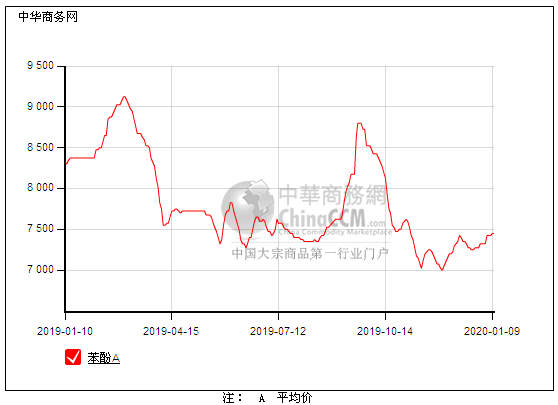 中华商务网
9 500
9 000
8 500
8 000
7 500
7 000
中華商務網
ChinaCCM.com
China Commodity Marketplace
中国大宗商品第一行业门户
2019-01-10 2019-04-15 2019-07-12 2019-10-14 2020-01-09
苯酚A
注： A 平均价